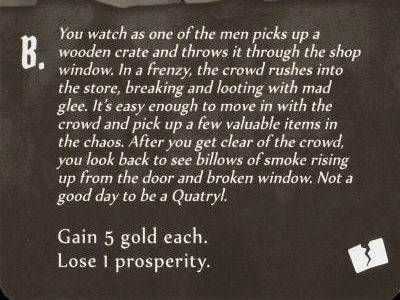 B.
You watch as one of the men picks up a
wooden crate and throws it through the shop
window. In a frenzy, the crowd rushes into
the store, breaking and looting with mad
glee. It's easy enough to move in with the
crowd and pick up a few valuable items in
the chaos. After you get clear of the crowd,
you look back to see billows of smoke rising
up from the door and broken window. Not a
good day to be a Quatryl.
Gain 5 gold each.
Lose 1 prosperity.